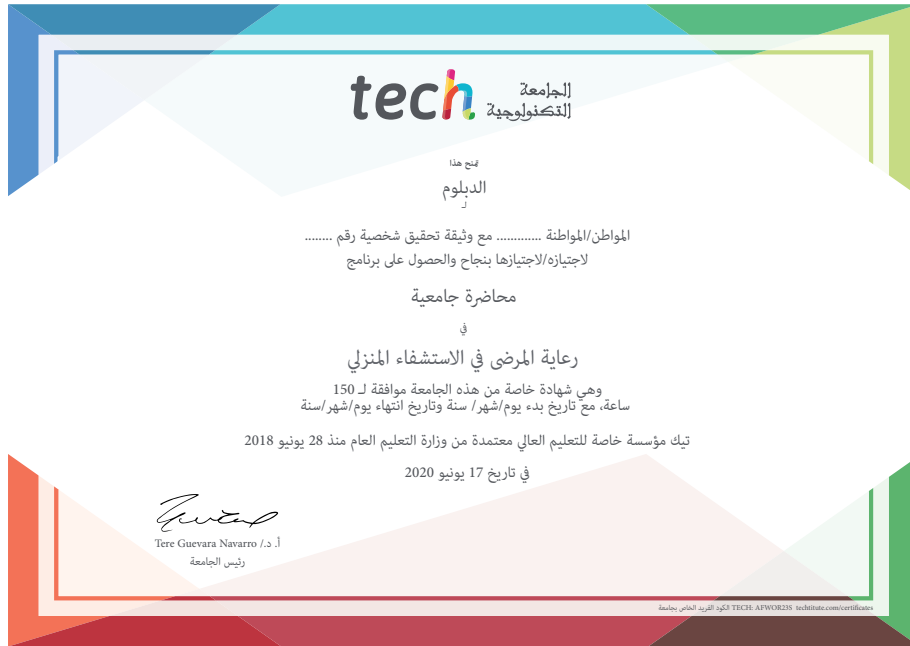 tech الجامعة
التكنولوجية
يمنح هذا
الدبلوم
لـ
المواطن/المواطنة ............. مع وثيقة تحقيق شخصية رقم ........
لاجتيازه/لاجتيازها بنجاح والحصول على برنامج
محاضرة جامعية
في
رعاية المرضى في الاستشفاء المنزلي
وهي شهادة خاصة من هذه الجامعة موافقة لـ 150
ساعة، مع تاريخ بدء يوم/شهر/ سنة وتاريخ انتهاء يوم/شهر/سنة
تيك مؤسسة خاصة للتعليم العالي معتمدة من وزارة التعليم العام منذ 28 يونيو 2018
في تاريخ 17 يونيو 2020
أ. د./ Tere Guevara Navarro
رئيس الجامعة
الكود الفريد الخاص بجامعة TECH: AFWOR23S techtitute.com/certificates